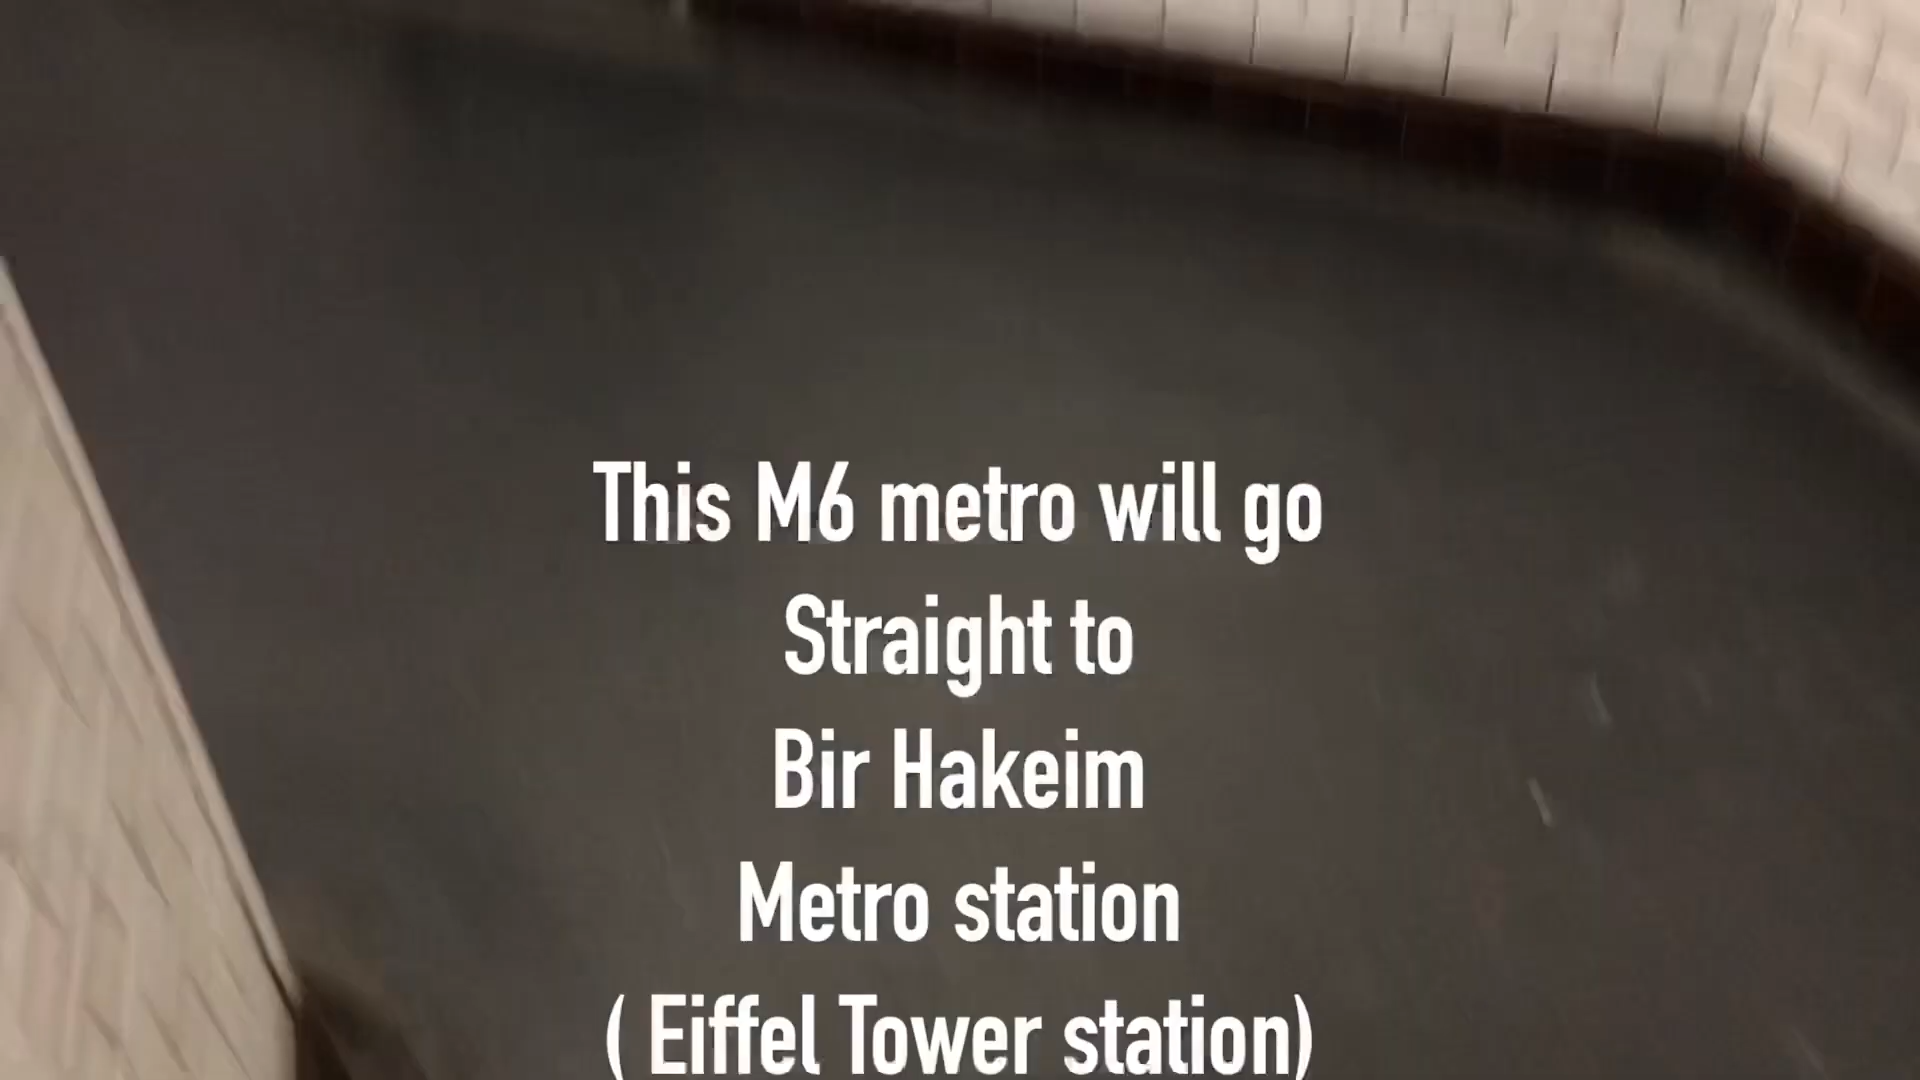 This M6 metro will go
Straight to
Bir Hakeim
Metro station
( Eiffel Tower station)